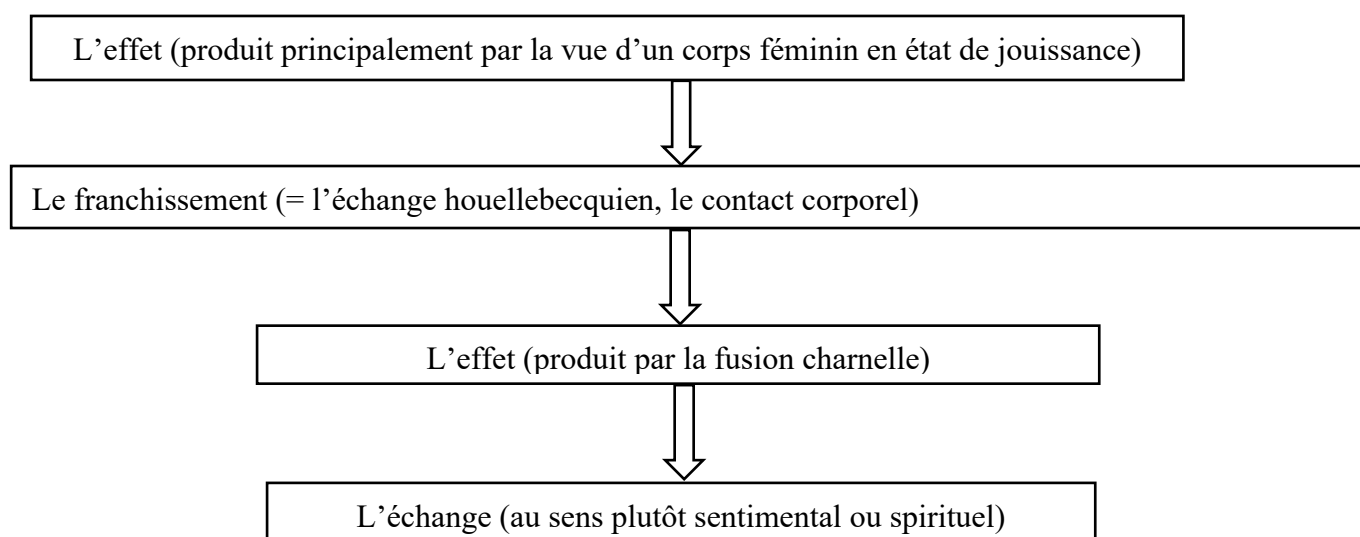 L’effet (produit principalement par la vue d’un corps féminin en état de jouissance)
Le franchissement (= l’échange houellebecquien, le contact corporel)
L’effet (produit par la fusion charnelle)
L’échange (au sens plutôt sentimental ou spirituel)